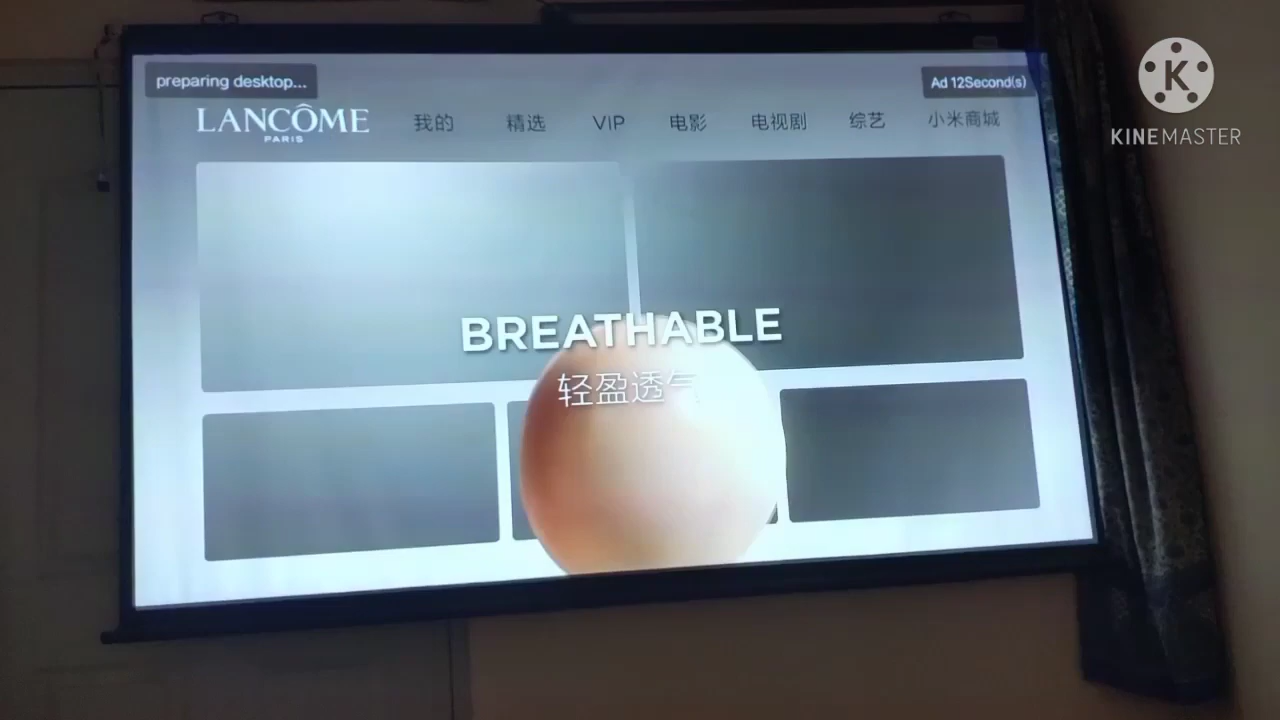 preparing desktop...
Ad 12Second(s)
LANCÔME
PARIS
我的
精选
VIP
电影
电视剧
综艺
小米商城
BREATHABLE
轻盈透气
K
KINEMASTER